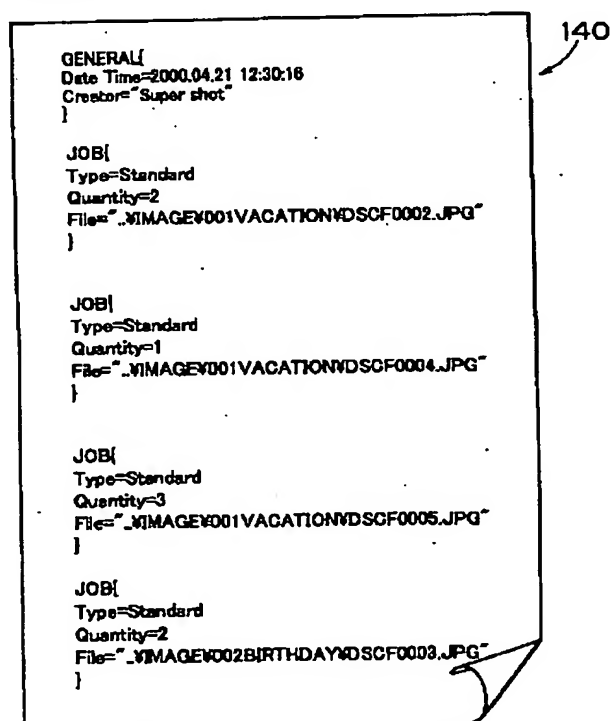 140
GENERAL{
Date Time=2000.04.21 12:30:16
Creator="Super shot"
}
JOB{
Type=Standard
Quantity=2
File="..¥IMAGE¥001VACATION¥DSCF0002.JPG"
}
JOB{
Type=Standard
Quantity=1
File="..¥IMAGE¥001VACATION¥DSCF0004.JPG"
}
JOB{
Type=Standard
Quantity=3
File="..¥IMAGE¥001VACATION¥DSCF0005.JPG"
}
JOB{
Type=Standard
Quantity=2
File="..¥IMAGE¥002BIRTHDAY¥DSCF0003.JPG"
}